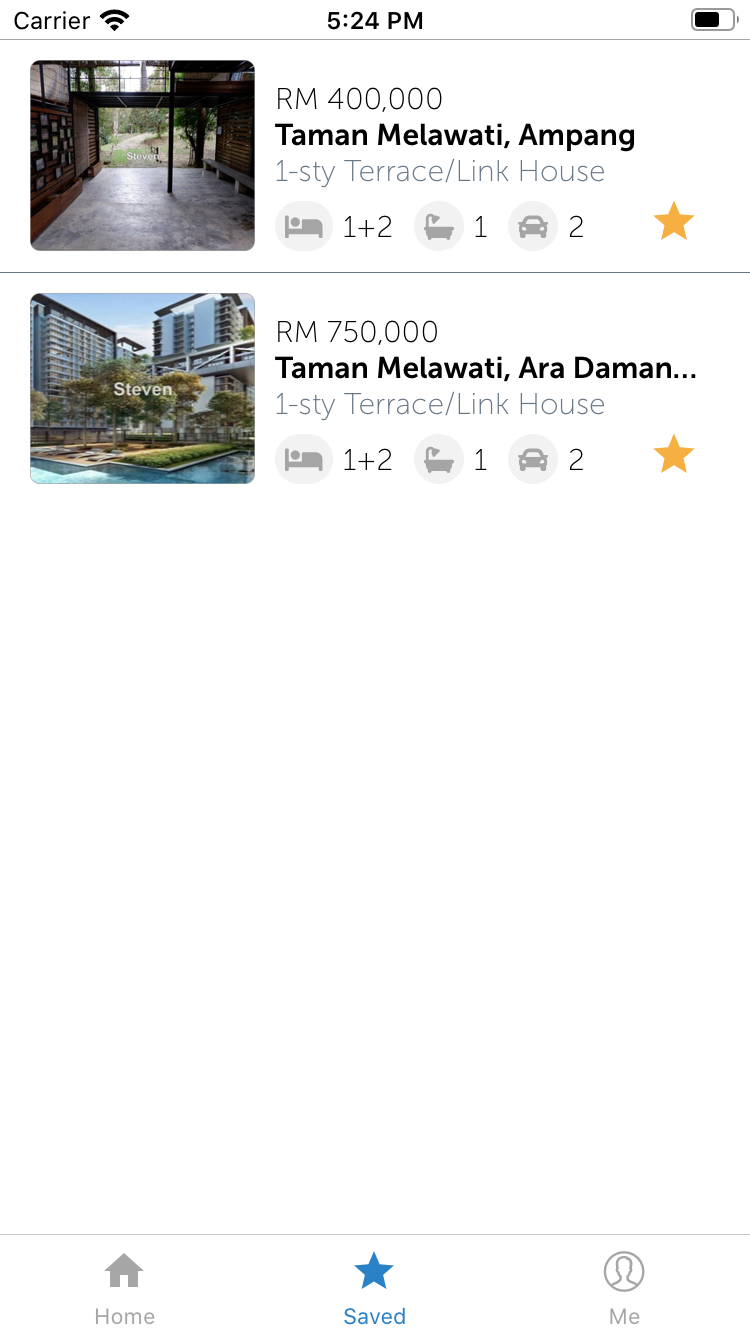 Carrier 5:24 PM
RM 400,000
Taman Melawati, Ampang
1-sty Terrace/Link House
1+2 1 2
Steven
RM 750,000
Taman Melawati, Ara Daman...
1-sty Terrace/Link House
1+2 1 2
Steven
Home Saved Me